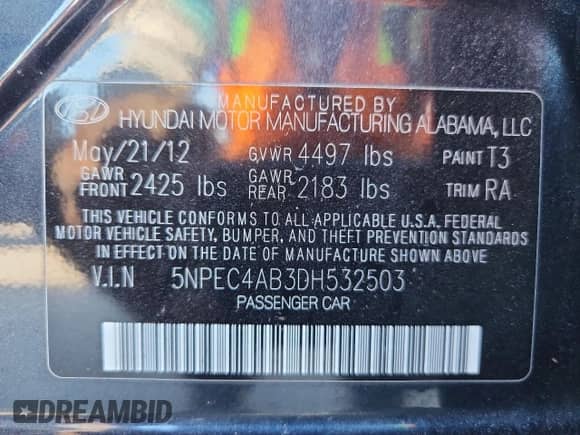 MANUFACTURED BY
HYUNDAI MOTOR MANUFACTURING ALABAMA, LLC
May/21/12 GVWR 4497 lbs PAINT T3
GAWR FRONT 2425 lbs GAWR REAR 2183 lbs TRIM RA
THIS VEHICLE CONFORMS TO ALL APPLICABLE U.S.A. FEDERAL
MOTOR VEHICLE SAFETY, BUMPER, AND THEFT PREVENTION STANDARDS
IN EFFECT ON THE DATE OF MANUFACTURE SHOWN ABOVE
V.I.N 5NPEC4AB3DH532503
PASSENGER CAR
DREAMBID